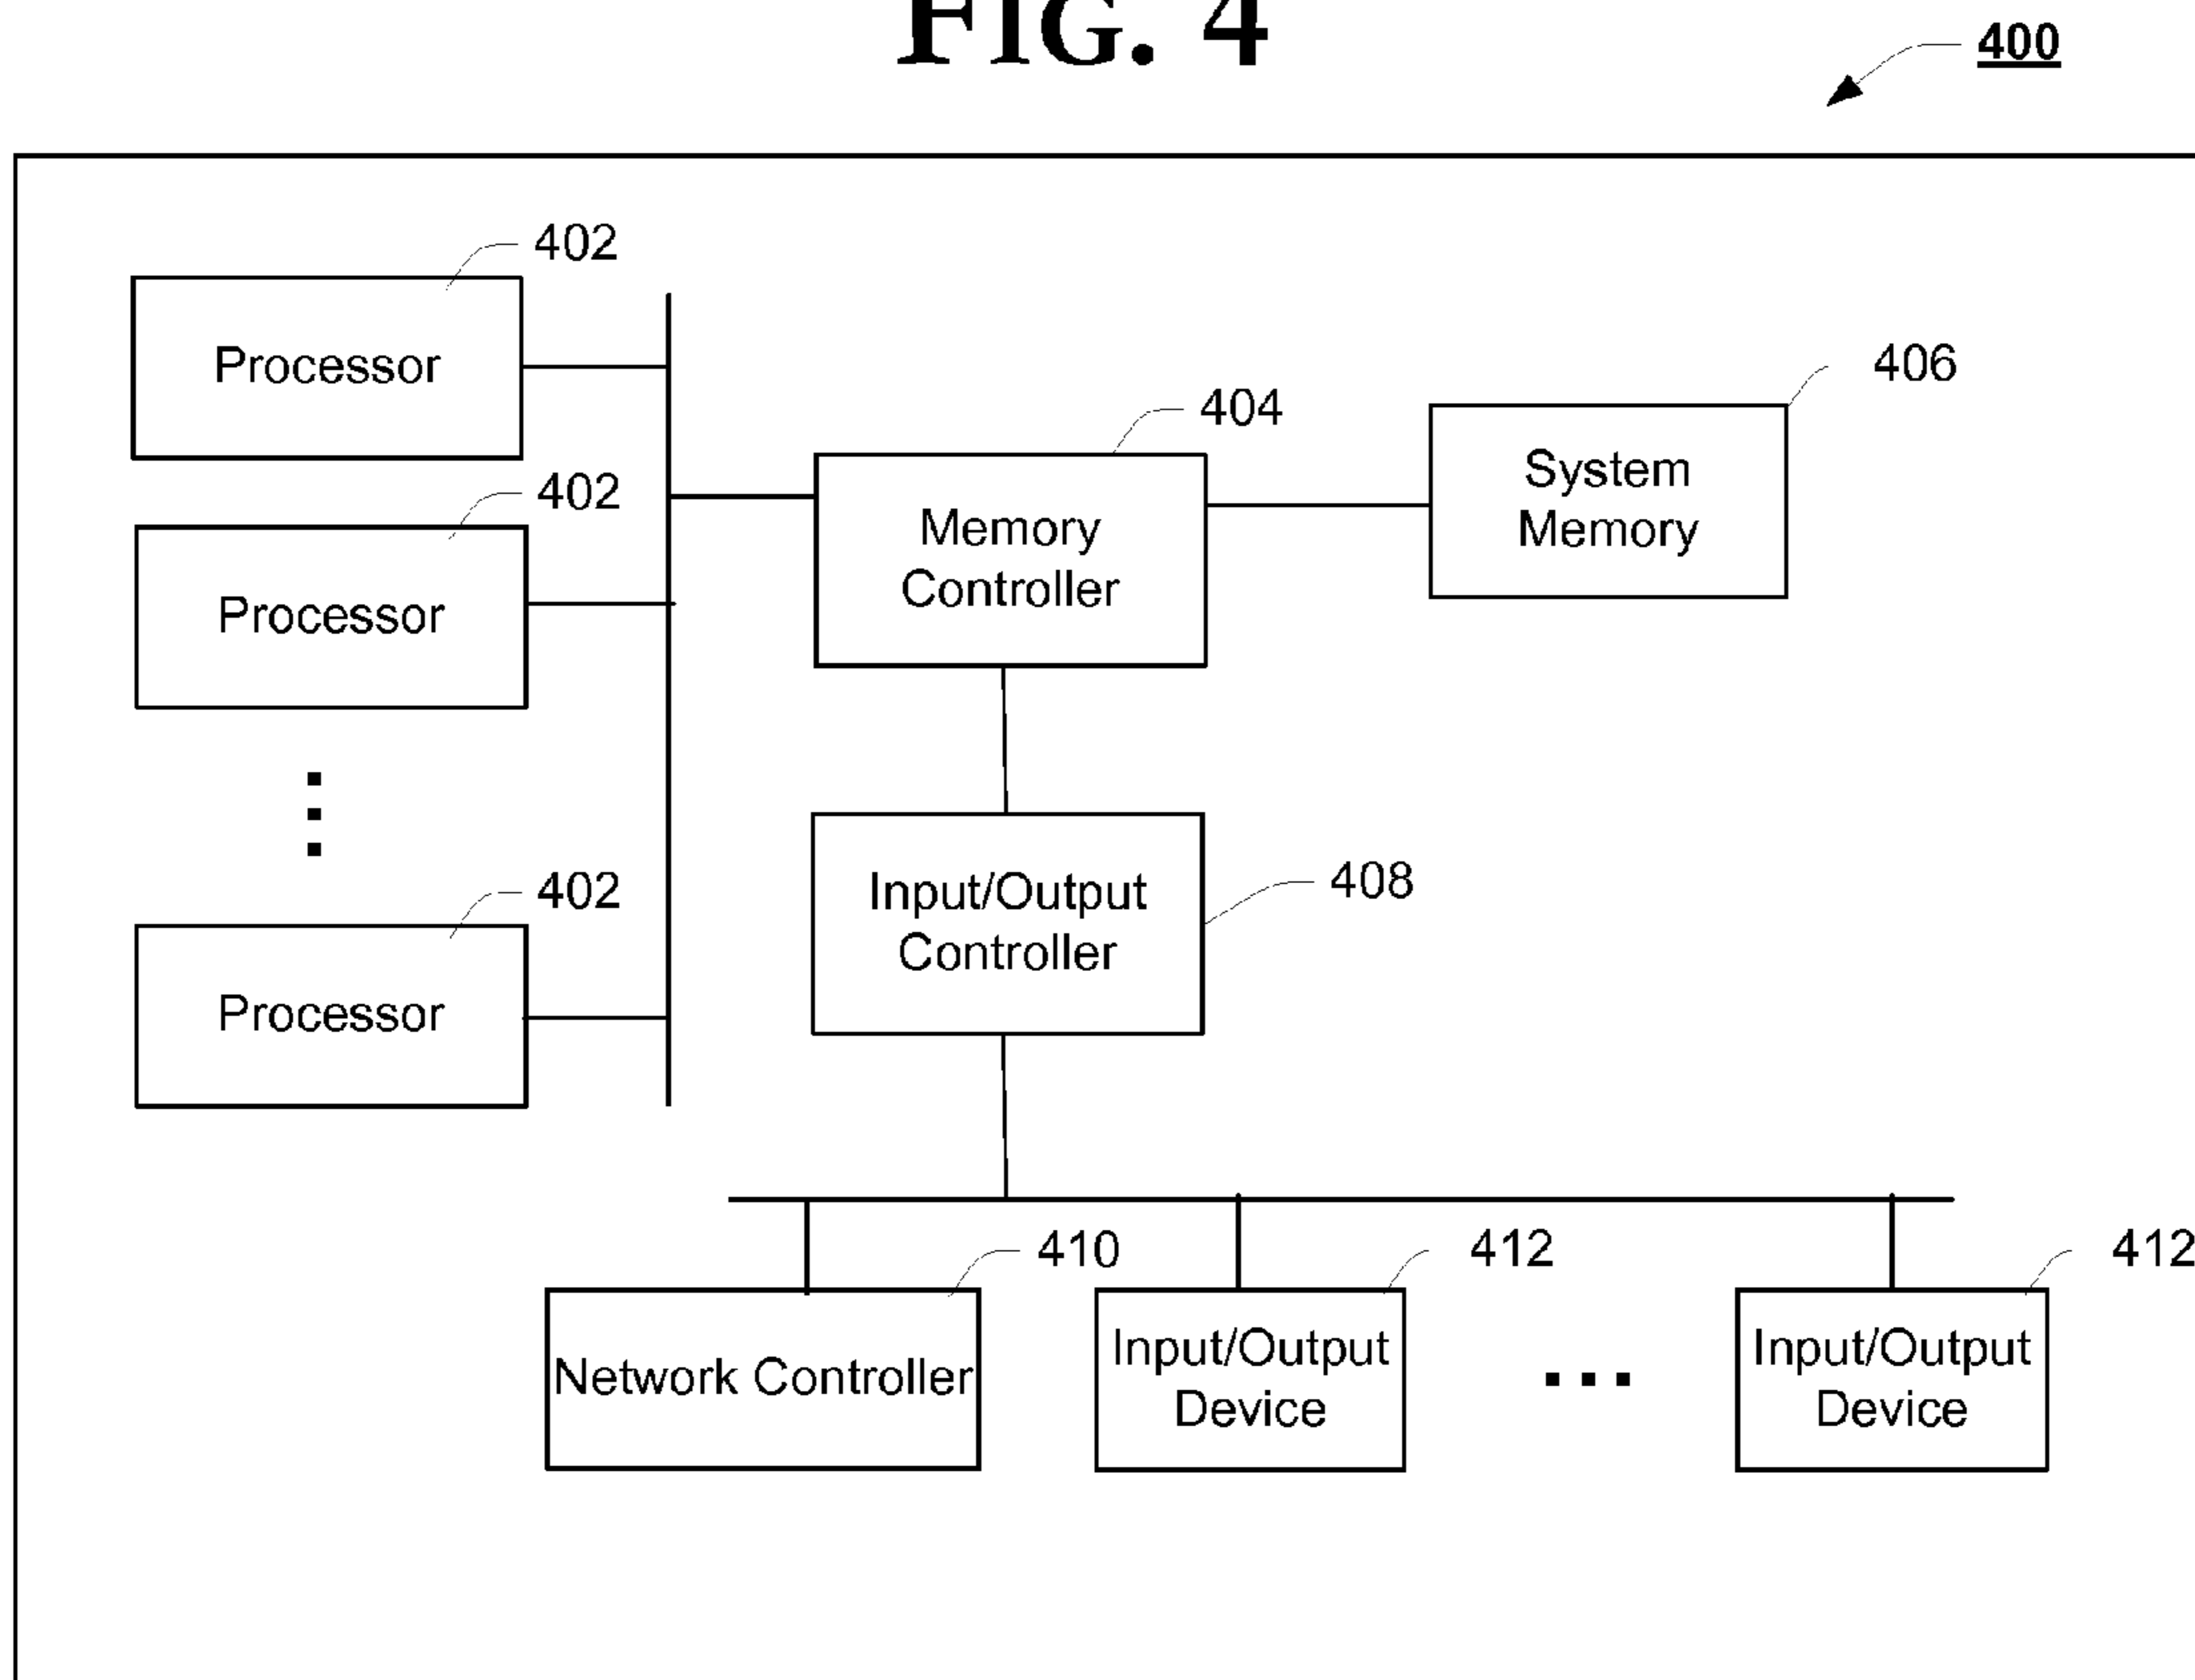 FIG. 4
400
402
Processor
402
Processor
402
Processor
404
Memory
Controller
406
System
Memory
408
Input/Output
Controller
410
Network Controller
412
Input/Output
Device
412
Input/Output
Device